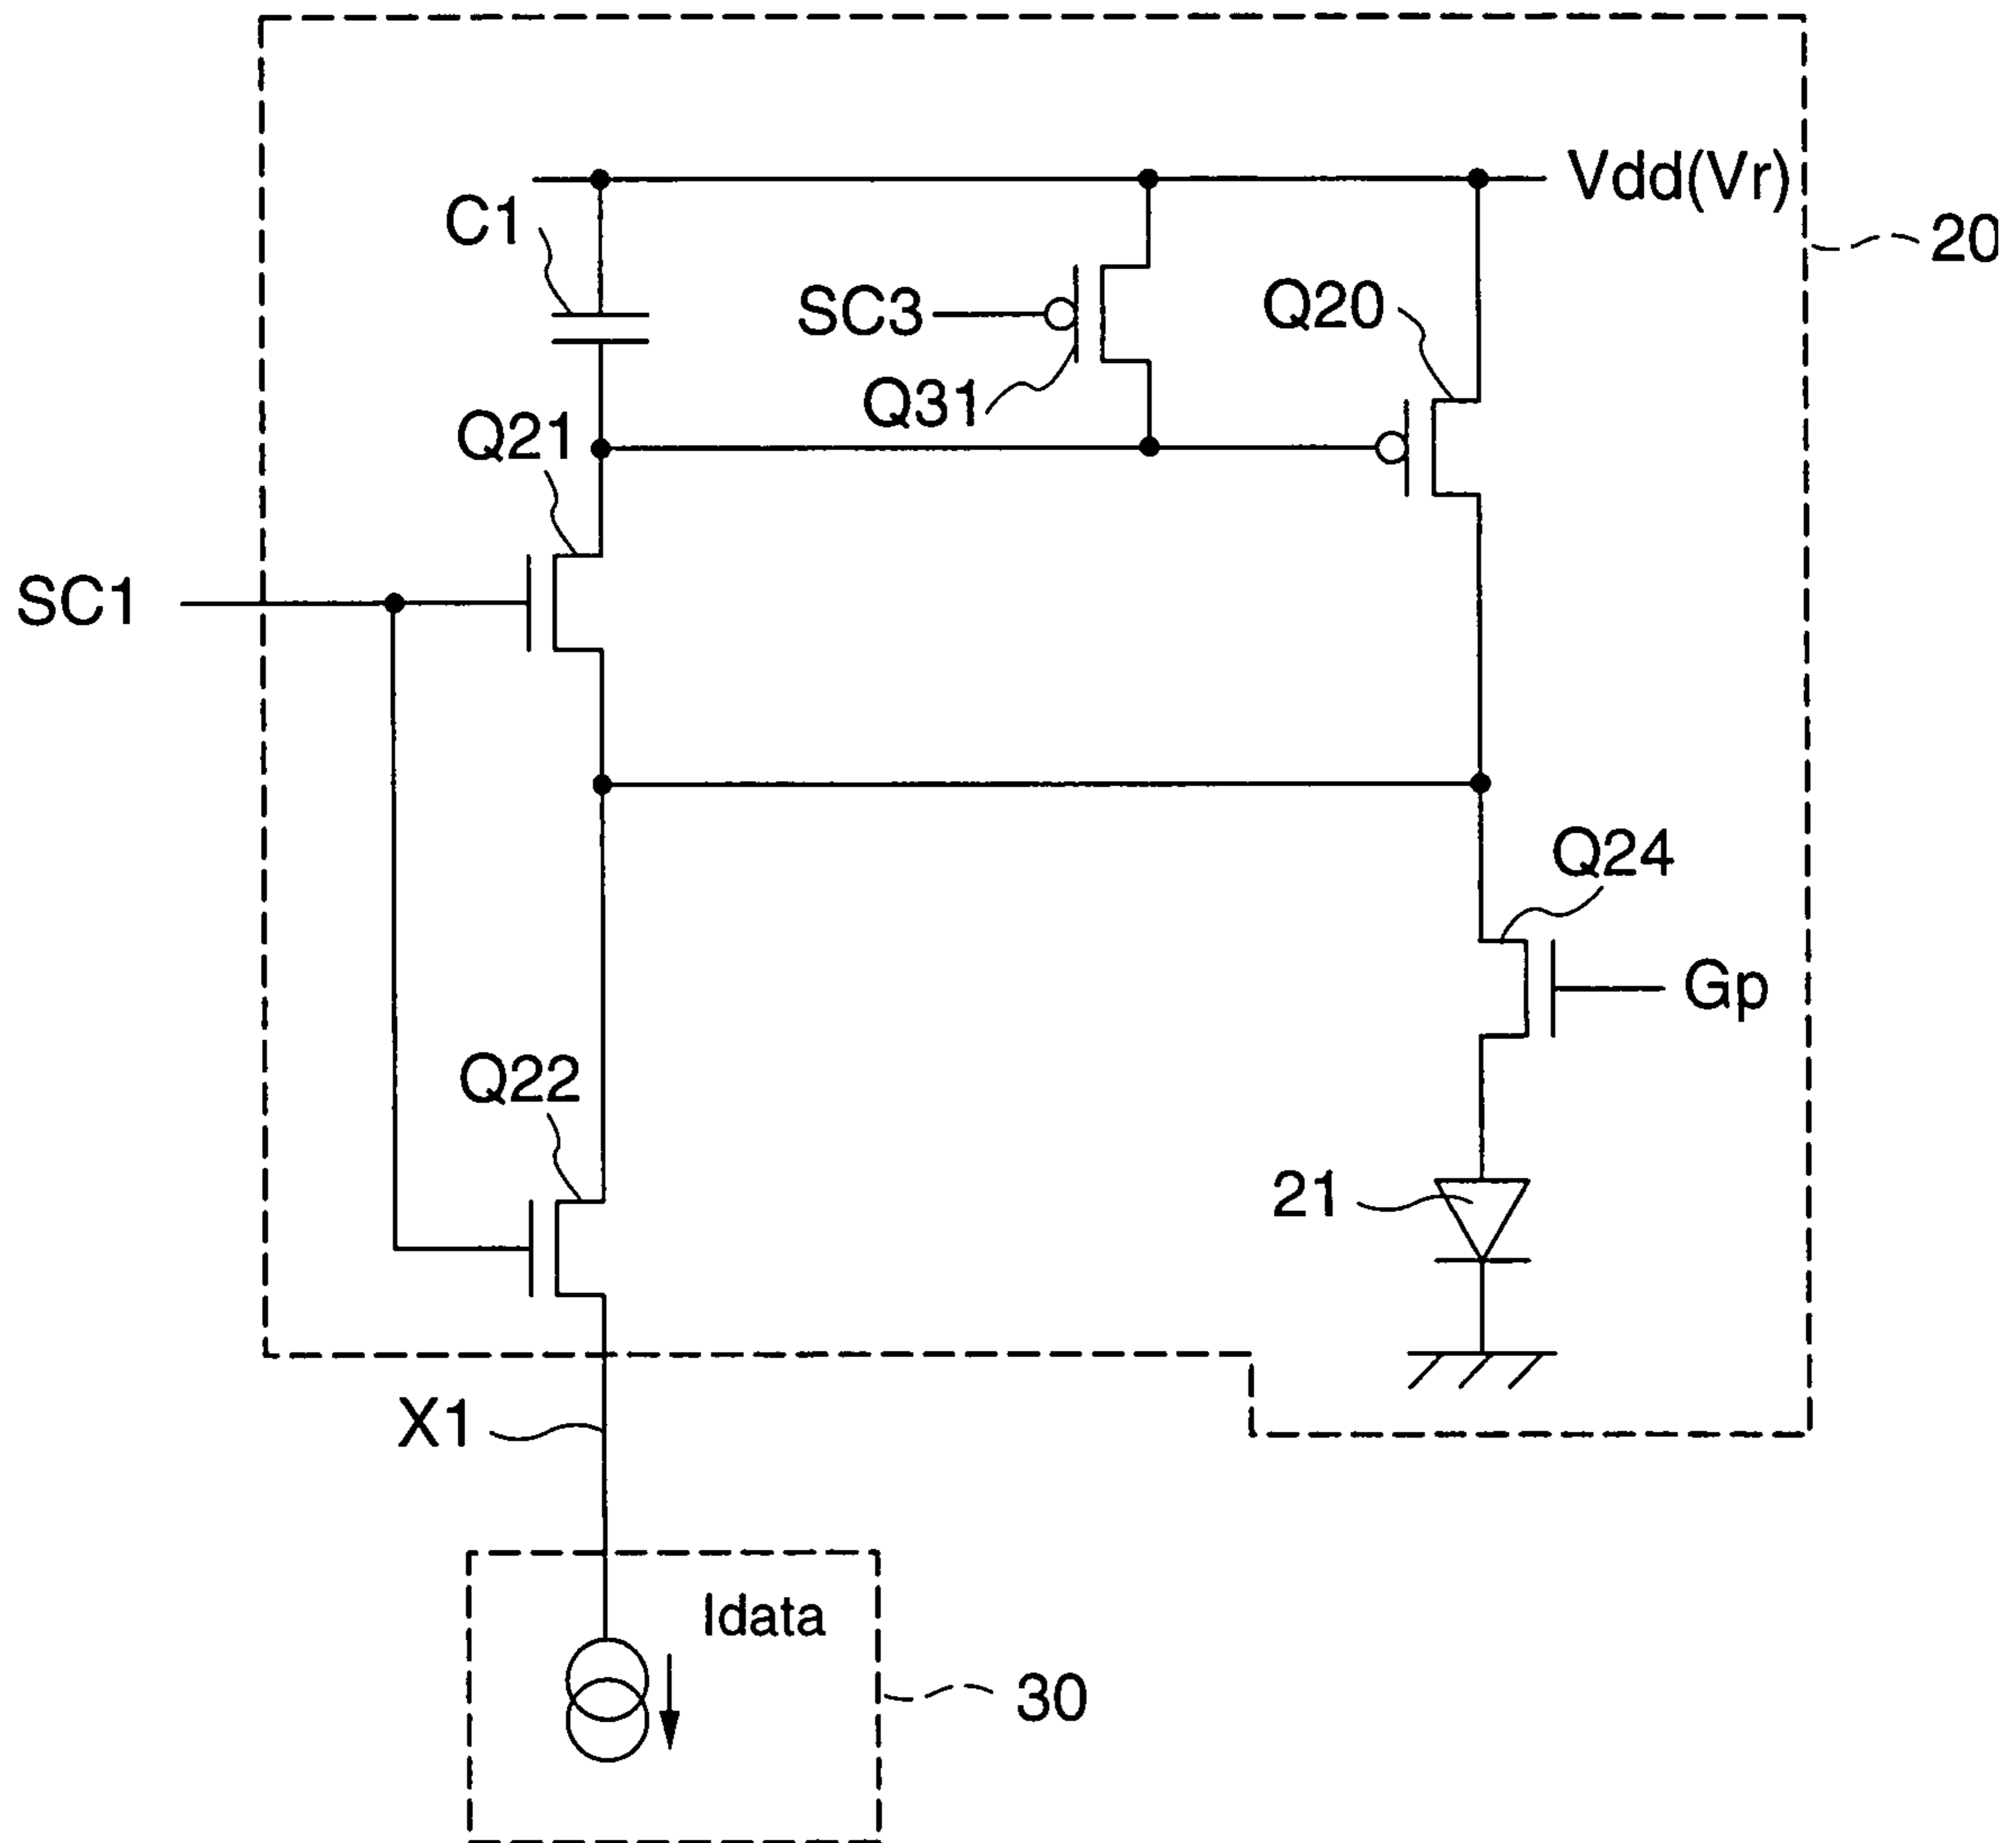 Vdd(Vr)
C1
20
SC3
Q20
Q31
Q21
SC1
Q24
Gp
Q22
21
X1
Idata
30